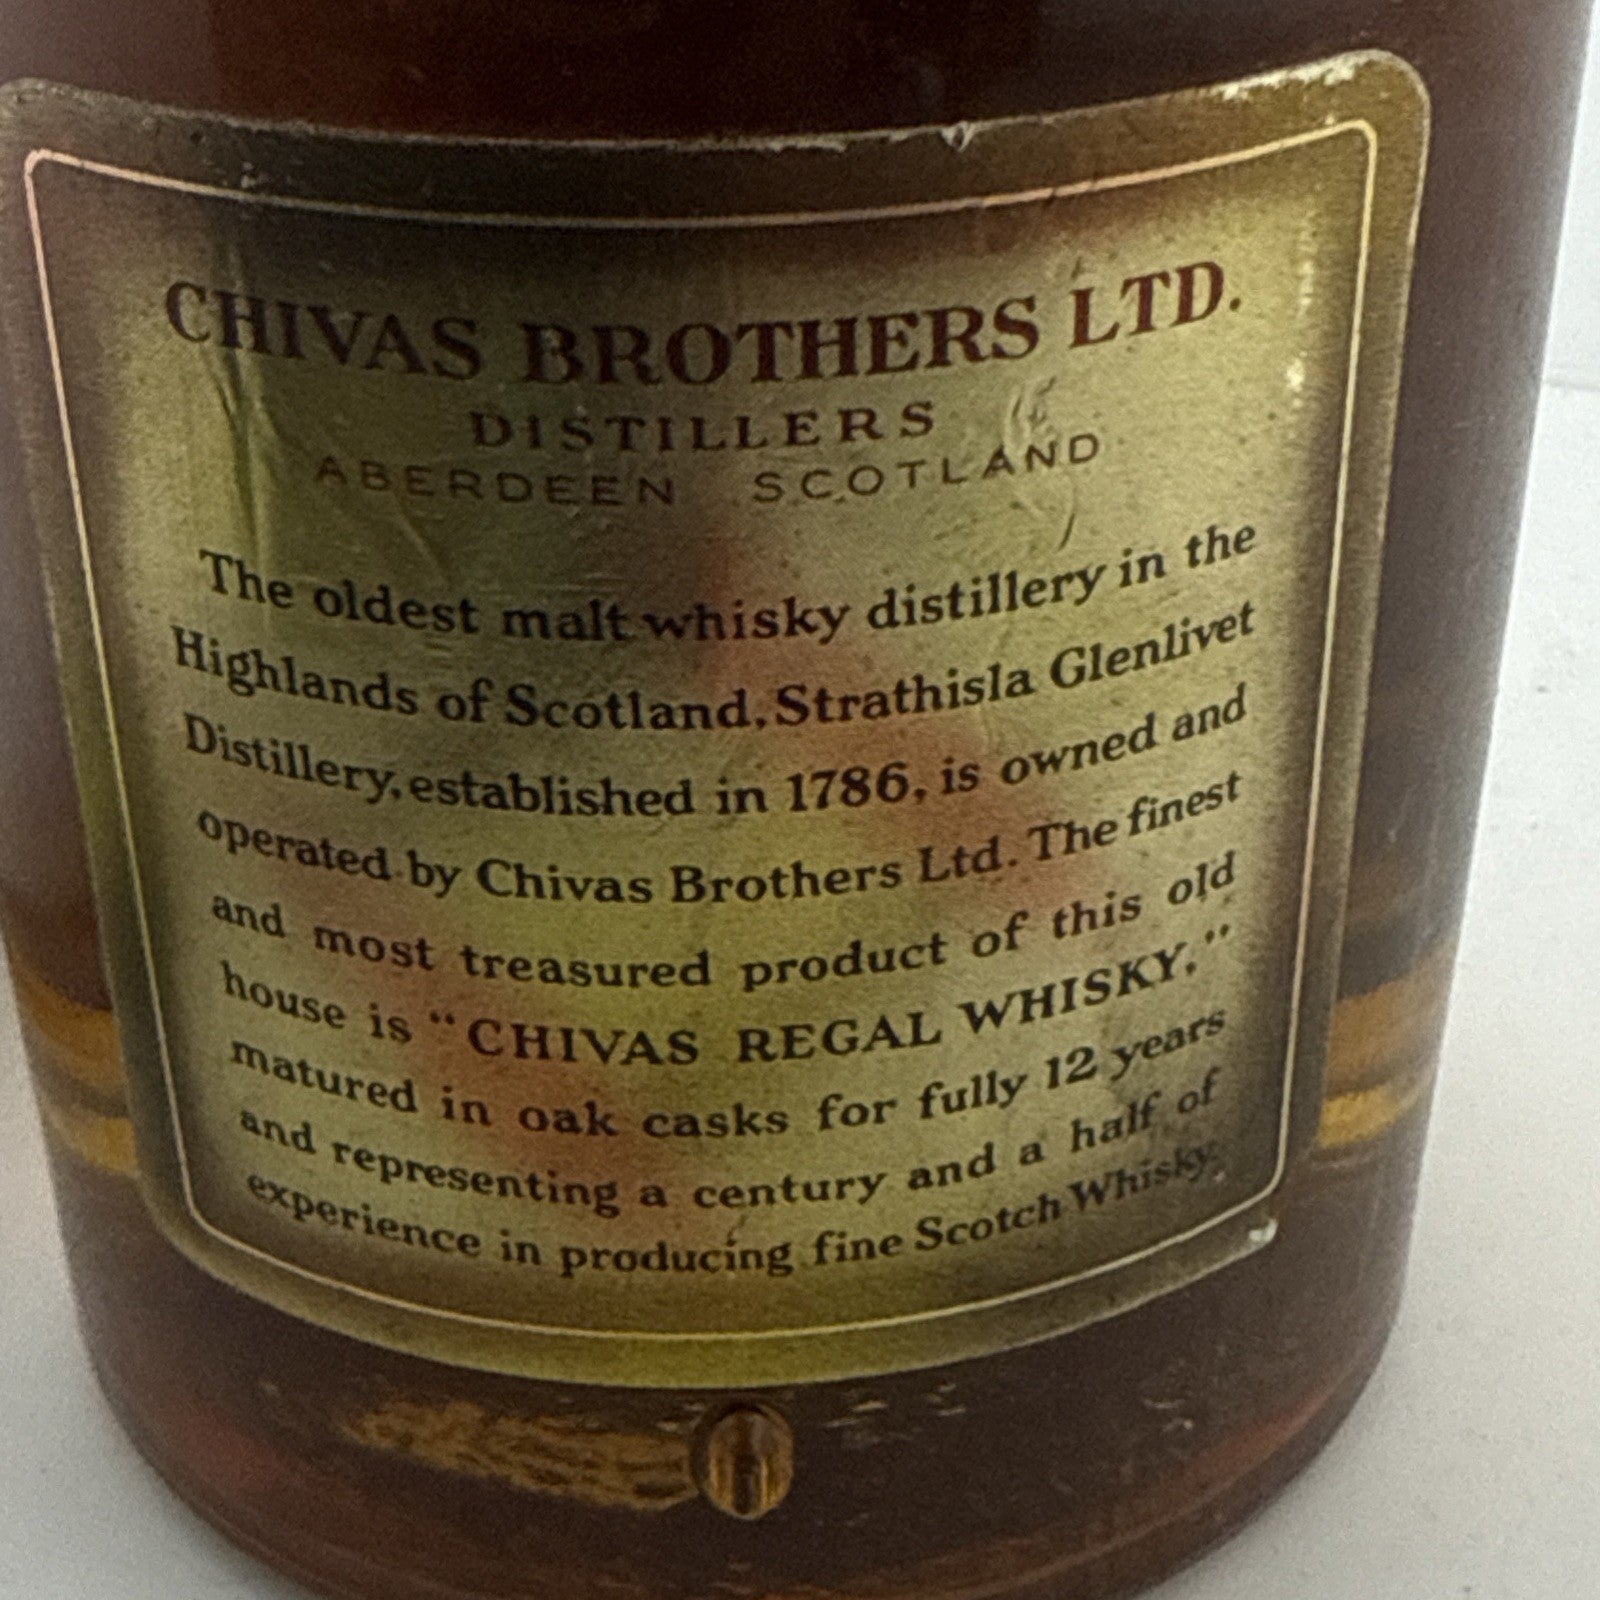 CHIVAS BROTHERS LTD.
DISTILLERS
ABERDEEN SCOTLAND
The oldest malt whisky distillery in the
Highlands of Scotland, Strathisla Glenlivet
Distillery, established in 1786, is owned and
operated by Chivas Brothers Ltd. The finest
and most treasured product of this old
house is "CHIVAS REGAL WHISKY,"
matured in oak casks for fully 12 years
and representing a century and a half of
experience in producing fine Scotch Whisky.